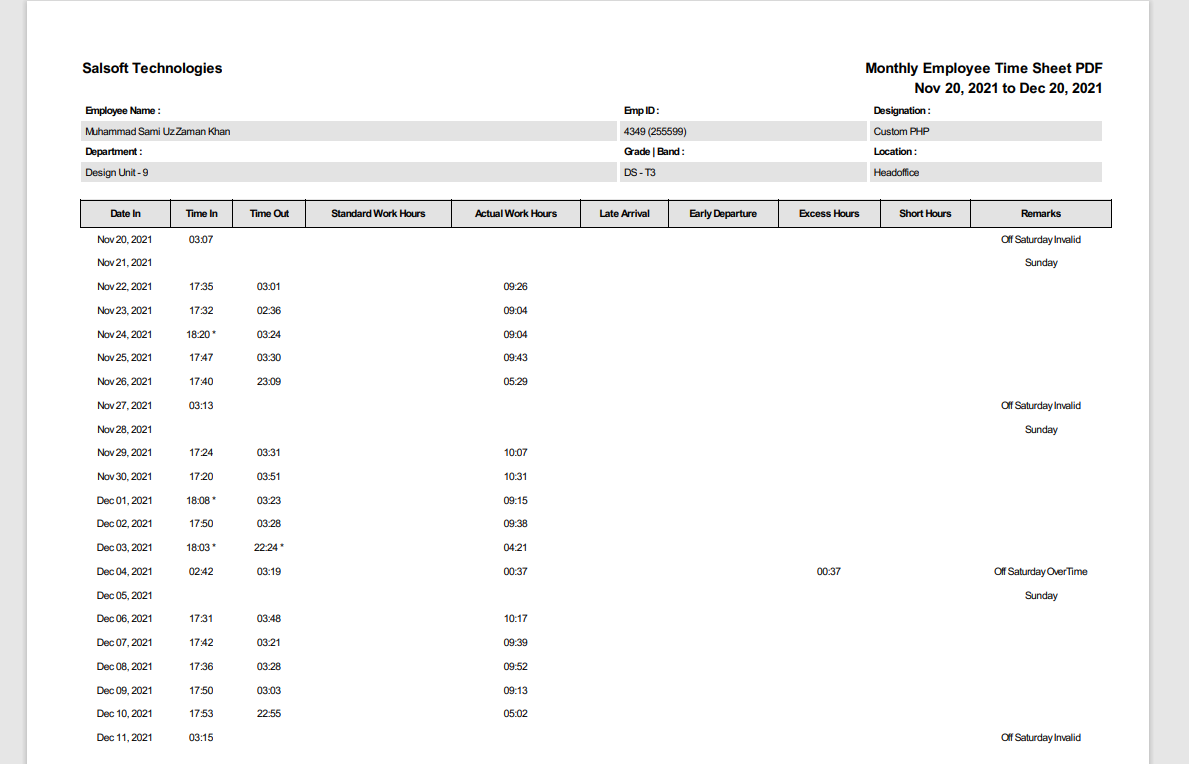 Salsoft Technologies
Monthly Employee Time Sheet PDF
Nov 20, 2021 to Dec 20, 2021
Employee Name : Emp ID : Designation :
Muhammad Sami Uz Zaman Khan 4349 (255599) Custom PHP
Department : Grade | Band : Location :
Design Unit - 9 DS - T3 Headoffice
Date In Time In Time Out Standard Work Hours Actual Work Hours Late Arrival Early Departure Excess Hours Short Hours Remarks
Nov 20, 2021 03:07 Off Saturday Invalid
Nov 21, 2021 Sunday
Nov 22, 2021 17:35 03:01 09:26
Nov 23, 2021 17:32 02:36 09:04
Nov 24, 2021 18:20 * 03:24 09:04
Nov 25, 2021 17:47 03:30 09:43
Nov 26, 2021 17:40 23:09 05:29
Nov 27, 2021 03:13 Off Saturday Invalid
Nov 28, 2021 Sunday
Nov 29, 2021 17:24 03:31 10:07
Nov 30, 2021 17:20 03:51 10:31
Dec 01, 2021 18:08 * 03:23 09:15
Dec 02, 2021 17:50 03:28 09:38
Dec 03, 2021 18:03 * 22:24 * 04:21
Dec 04, 2021 02:42 03:19 00:37 00:37 Off Saturday OverTime
Dec 05, 2021 Sunday
Dec 06, 2021 17:31 03:48 10:17
Dec 07, 2021 17:42 03:21 09:39
Dec 08, 2021 17:36 03:28 09:52
Dec 09, 2021 17:50 03:03 09:13
Dec 10, 2021 17:53 22:55 05:02
Dec 11, 2021 03:15 Off Saturday Invalid